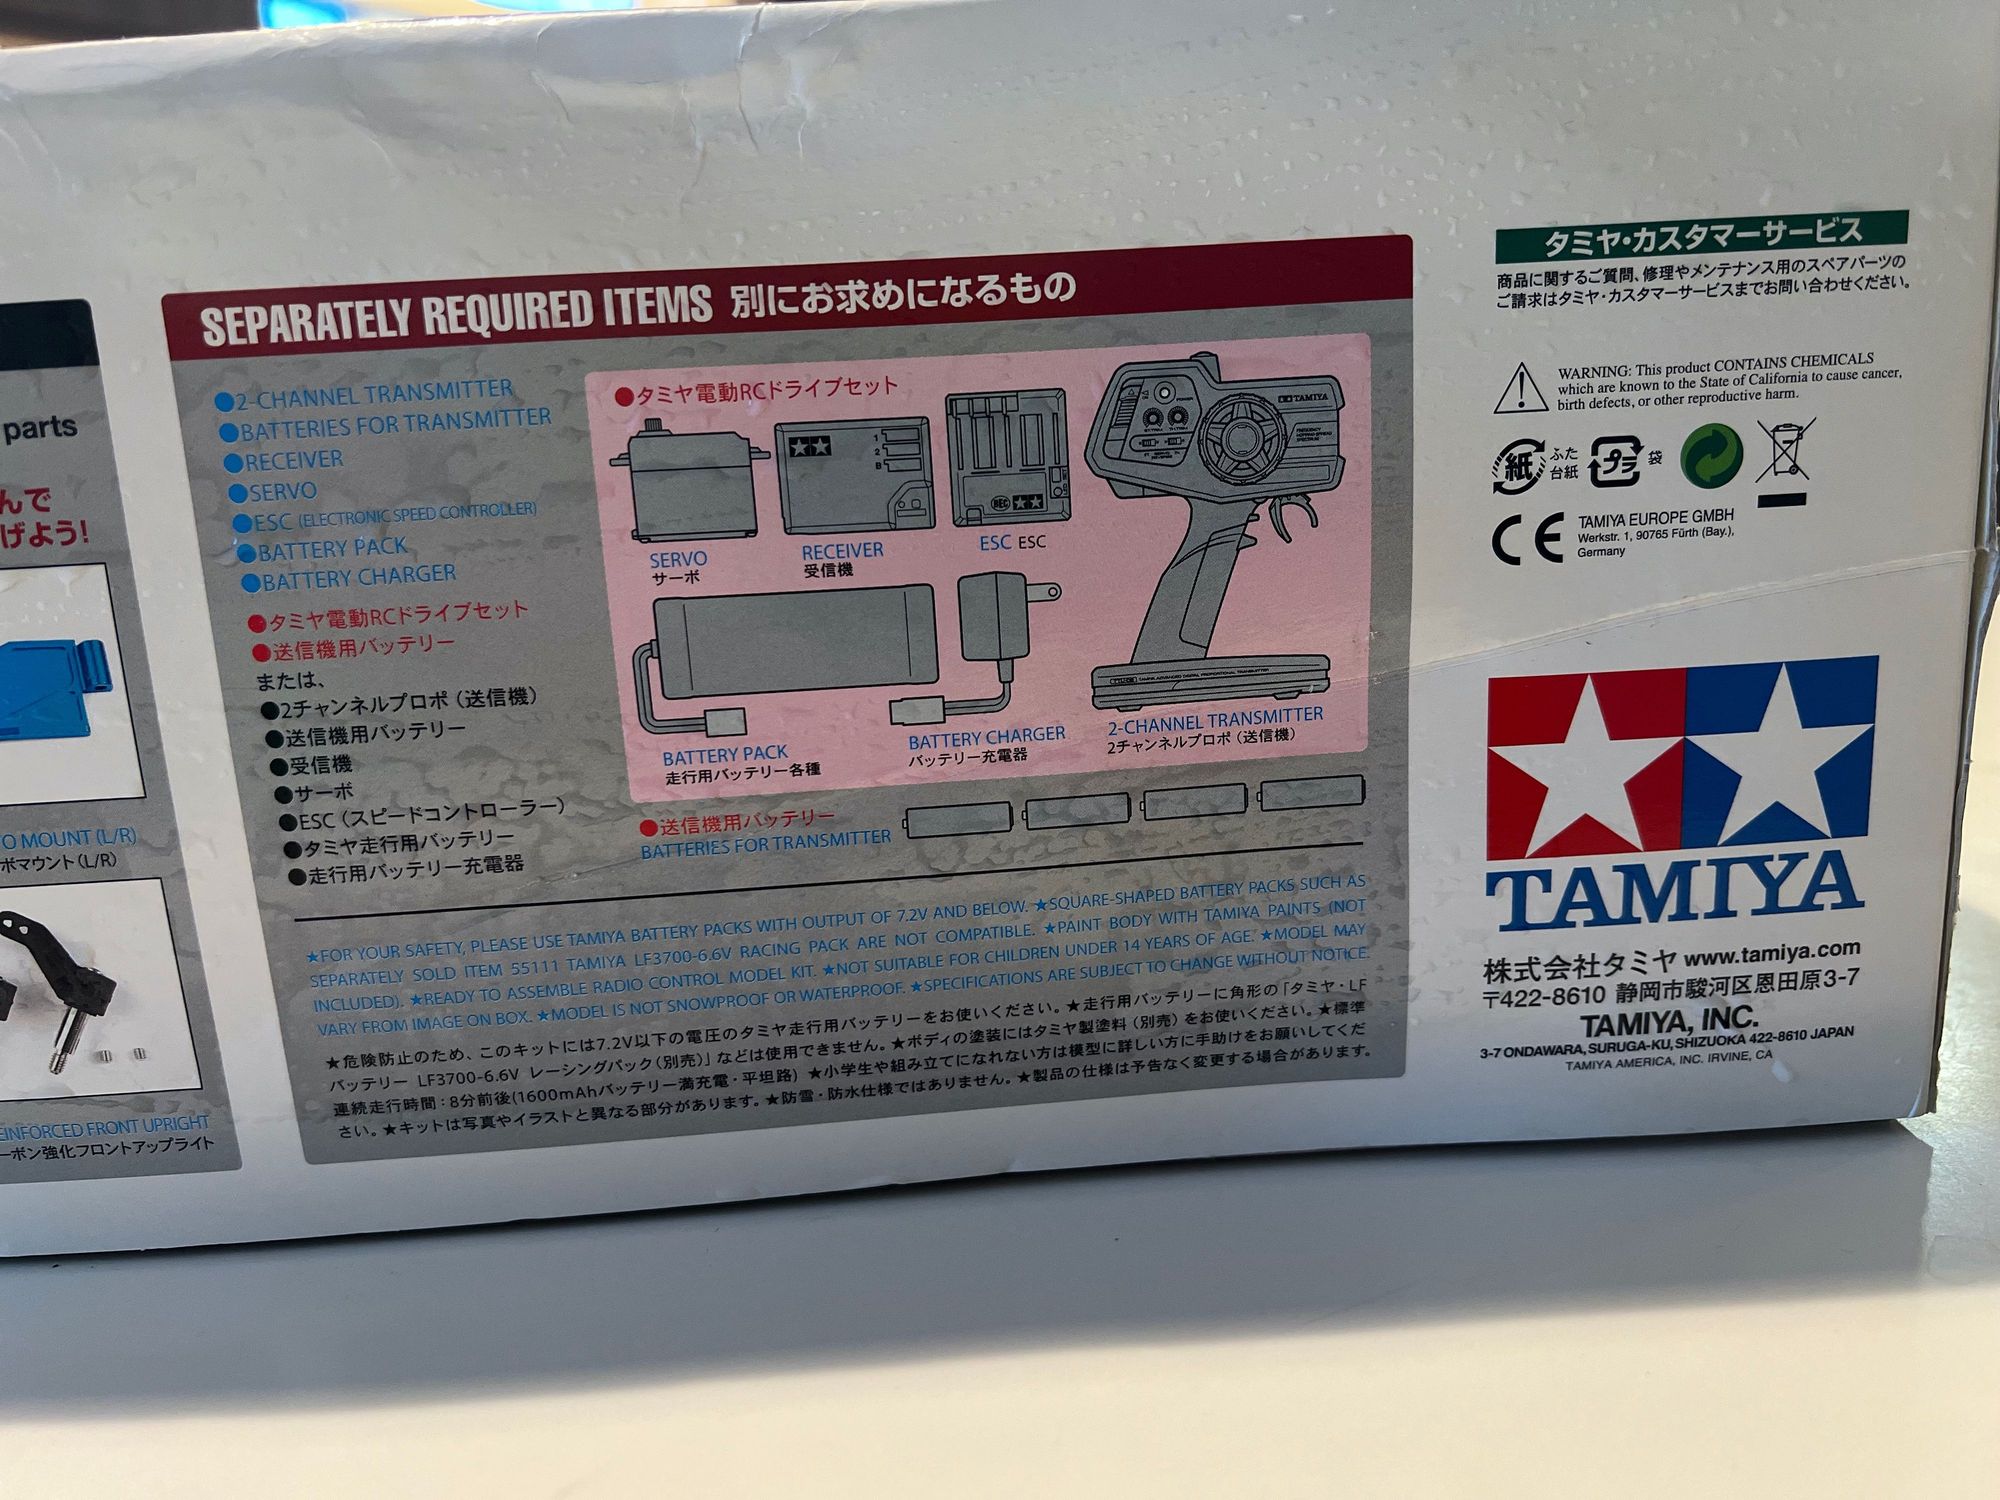 parts
んで
げよう!
O MOUNT (L/R)
ボマウント(L/R)
EINFORCED FRONT UPRIGHT
ーボン強化フロントアップライト
SEPARATELY REQUIRED ITEMS 別にお求めになるもの
●2-CHANNEL TRANSMITTER
●BATTERIES FOR TRANSMITTER
●RECEIVER
●SERVO
●ESC (ELECTRONIC SPEED CONTROLLER)
●BATTERY PACK
●BATTERY CHARGER
●タミヤ電動RCドライブセット
●送信機用バッテリー
または、
●2チャンネルプロポ(送信機)
●送信機用バッテリー
●受信機
●サーボ
●ESC(スピードコントローラー)
●タミヤ走行用バッテリー
●走行用バッテリー充電器
●タミヤ電動RCドライブセット
1
2
B
BEC
TAMIYA
SERVO
サーボ
RECEIVER
受信機
ESC ESC
BATTERY PACK
走行用バッテリー各種
BATTERY CHARGER
バッテリー充電器
2-CHANNEL TRANSMITTER
2チャンネルプロポ(送信機)
●送信機用バッテリー
BATTERIES FOR TRANSMITTER
★FOR YOUR SAFETY, PLEASE USE TAMIYA BATTERY PACKS WITH OUTPUT OF 7.2V AND BELOW. ★SQUARE-SHAPED BATTERY PACKS SUCH AS
SEPARATELY SOLD ITEM 55111 TAMIYA LF3700-6.6V RACING PACK ARE NOT COMPATIBLE. ★PAINT BODY WITH TAMIYA PAINTS (NOT
INCLUDED). ★READY TO ASSEMBLE RADIO CONTROL MODEL KIT. ★NOT SUITABLE FOR CHILDREN UNDER 14 YEARS OF AGE. ★MODEL MAY
VARY FROM IMAGE ON BOX. ★MODEL IS NOT SNOWPROOF OR WATERPROOF. ★SPECIFICATIONS ARE SUBJECT TO CHANGE WITHOUT NOTICE.
★危険防止のため、このキットには7.2V以下の電圧のタミヤ走行用バッテリーをお使いください。★走行用バッテリーに角形の「タミヤ・LF
バッテリー LF3700-6.6V レーシングパック(別売)」などは使用できません。★ボディの塗装にはタミヤ製塗料(別売)をお使いください。★標準
連続走行時間:8分前後(1600mAhバッテリー満充電・平坦路) ★小学生や組み立てになれない方は模型に詳しい方に手助けをお願いしてくだ
さい。★キットは写真やイラストと異なる部分があります。★防雪・防水仕様ではありません。★製品の仕様は予告なく変更する場合があります。
タミヤ・カスタマーサービス
商品に関するご質問、修理やメンテナンス用のスペアパーツの
ご請求はタミヤ・カスタマーサービスまでお問い合わせください。
WARNING: This product CONTAINS CHEMICALS
which are known to the State of California to cause cancer,
birth defects, or other reproductive harm.
紙 ふた
台紙
プラ 袋
CE TAMIYA EUROPE GMBH
Werkstr. 1, 90765 Fürth (Bay.),
Germany
TAMIYA
株式会社タミヤ www.tamiya.com
〒422-8610 静岡市駿河区恩田原3-7
TAMIYA, INC.
3-7 ONDAWARA, SURUGA-KU, SHIZUOKA 422-8610 JAPAN
TAMIYA AMERICA, INC. IRVINE, CA